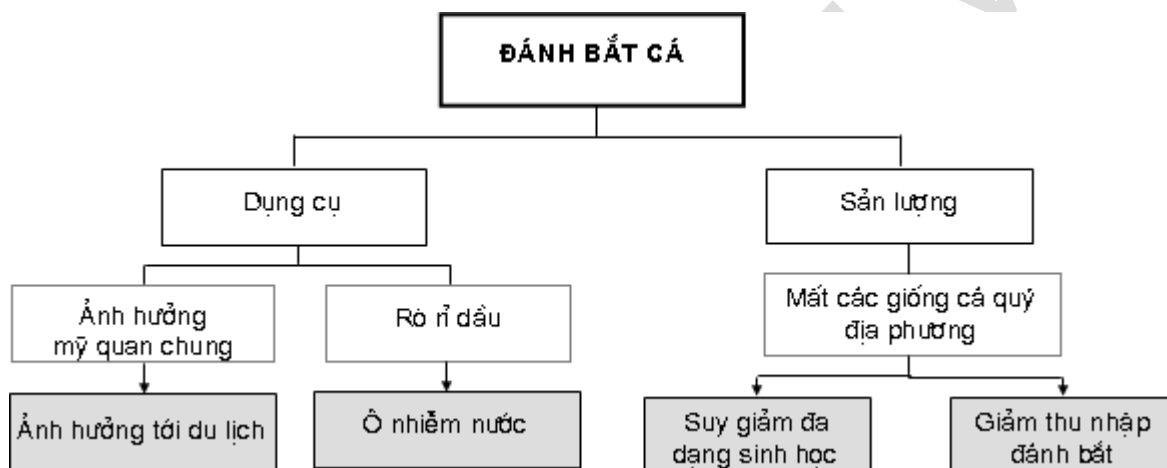 ĐÁNH BẮT CÁ
Dụng cụ
Sản lượng
Ảnh hưởng
mỹ quan chung
Rò rỉ dầu
Mất các giống cá quý
địa phương
Ảnh hưởng tới du lịch
Ô nhiễm nước
Suy giảm đa
dạng sinh học
Giảm thu nhập
đánh bắt